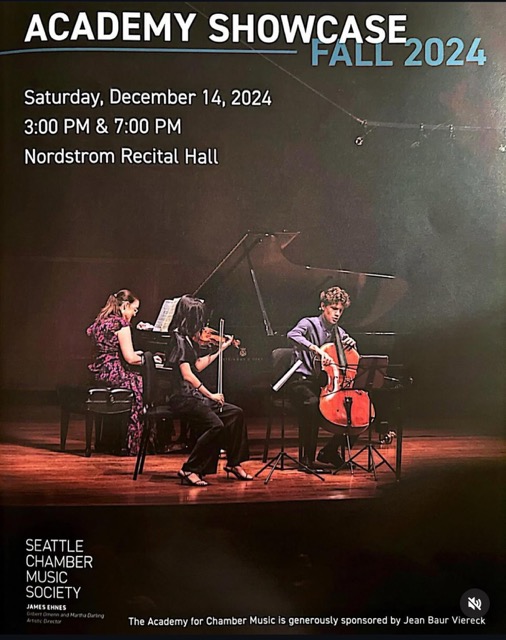 ACADEMY SHOWCASE
FALL 2024
Saturday, December 14, 2024
3:00 PM & 7:00 PM
Nordstrom Recital Hall
SEATTLE
CHAMBER
MUSIC
SOCIETY
JAMES EHNES
Artistic Director
The Academy for Chamber Music is generously sponsored by Jean Baur Viereck